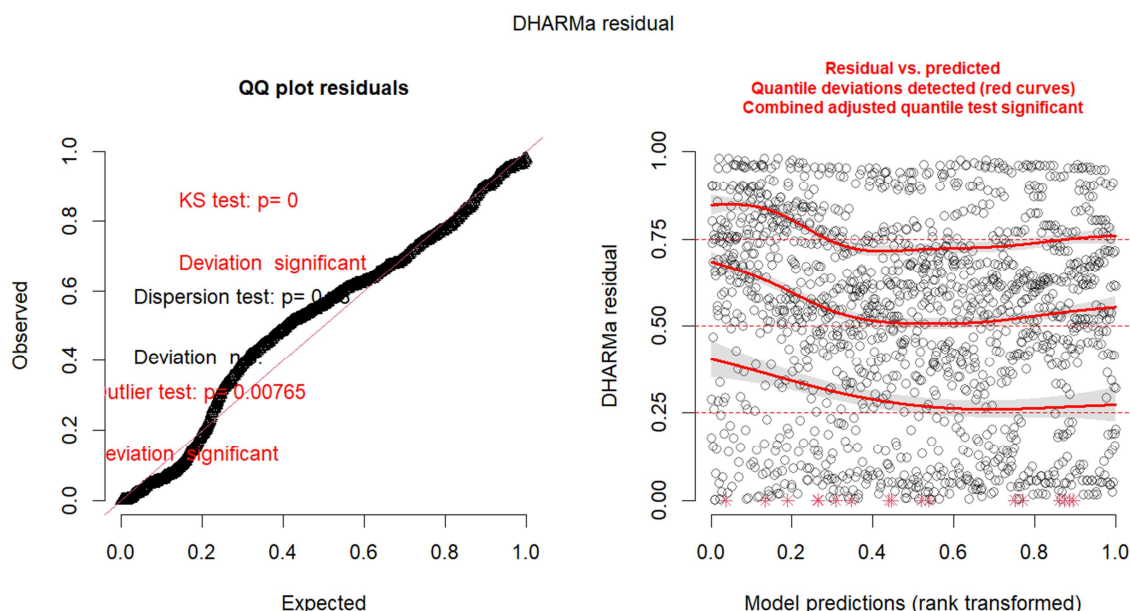 DHARMa residual
QQ plot residuals
KS test: p= 0
Deviation significant
Dispersion test: p=
Deviation
test: p= 0.00765
significant
Observed
0.0 0.2 0.4 0.6 0.8 1.0
0.0 0.2 0.4 0.6 0.8 1.0
Expected
Residual vs. predicted
Quantile deviations detected (red curves)
Combined adjusted quantile test significant
DHARMa residual
0.00 0.25 0.50 0.75 1.00
0.0 0.2 0.4 0.6 0.8 1.0
Model predictions (rank transformed)